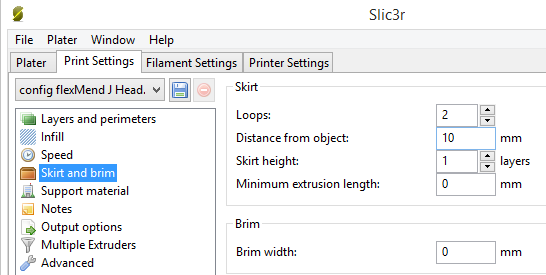 Slic3r
File Plater Window Help
Plater Print Settings Filament Settings Printer Settings
config flexMend J Head.
Layers and perimeters
Infill
Speed
Skirt and brim
Support material
Notes
Output options
Multiple Extruders
Advanced
Skirt
Loops: 2
Distance from object: 10 mm
Skirt height: 1 layers
Minimum extrusion length: 0 mm
Brim
Brim width: 0 mm